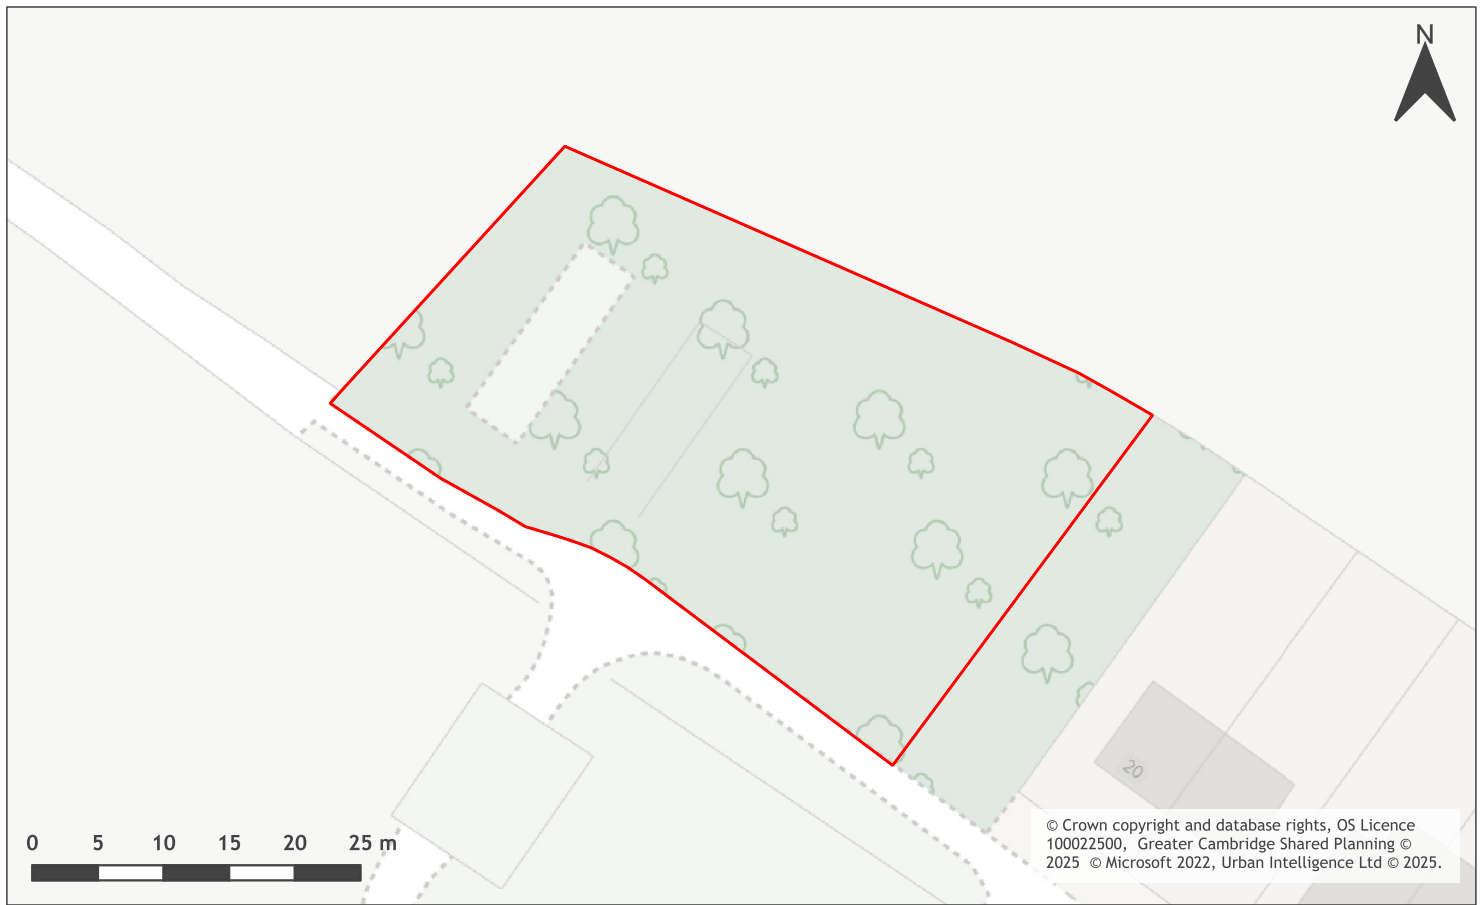 N
20
0 5 10 15 20 25 m
© Crown copyright and database rights, OS Licence
100022500, Greater Cambridge Shared Planning ©
2025 © Microsoft 2022, Urban Intelligence Ltd © 2025.